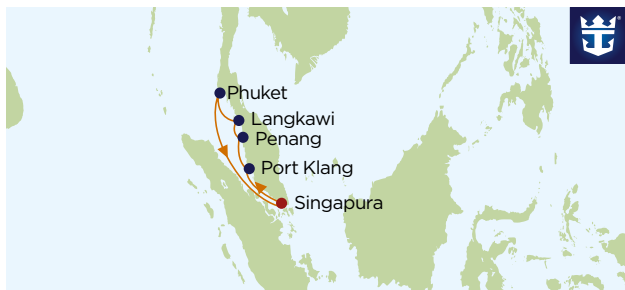 Phuket
Langkawi
Penang
Port Klang
Singapura